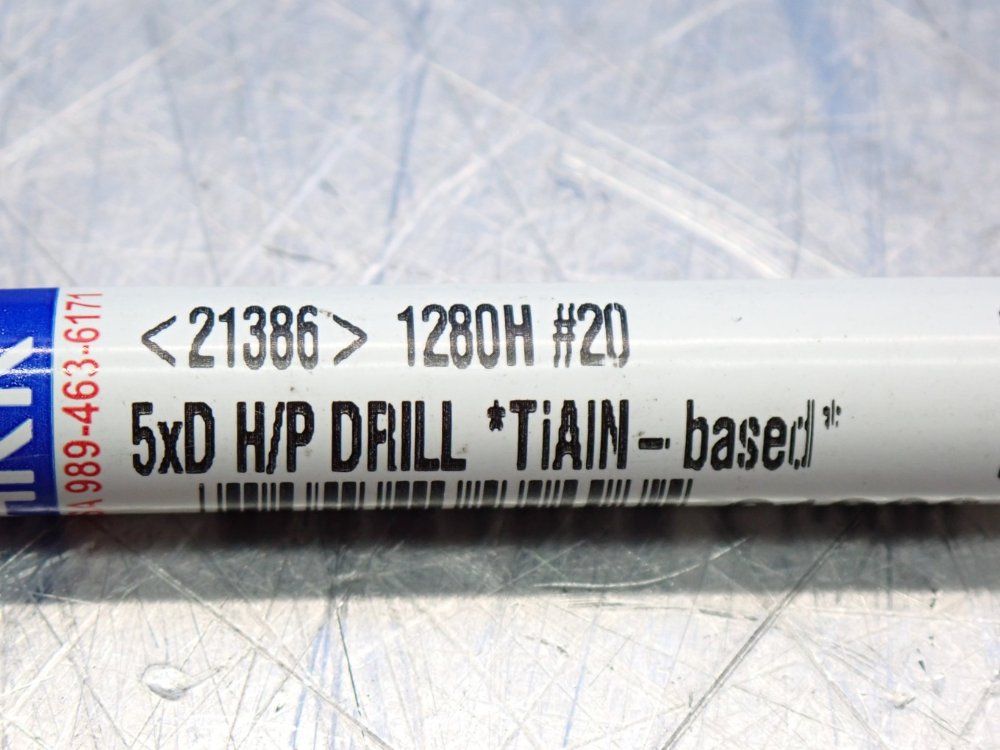 <21386> 1280H #20
5xD H/P DRILL *TiAlN - based*
989-463-6171